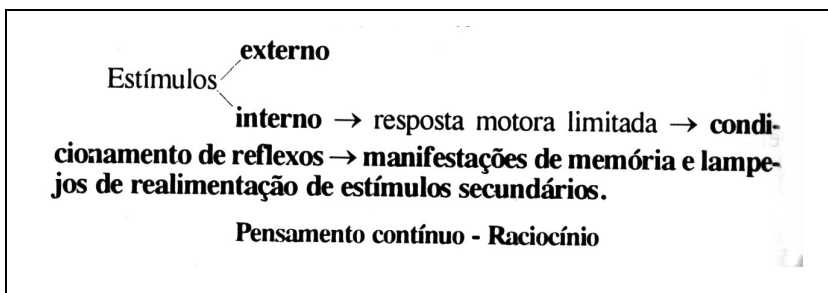 externo
Estímulos
interno → resposta motora limitada → condi-
cionamento de reflexos → manifestações de memória e lampe-
jos de realimentação de estímulos secundários.
Pensamento contínuo - Raciocínio